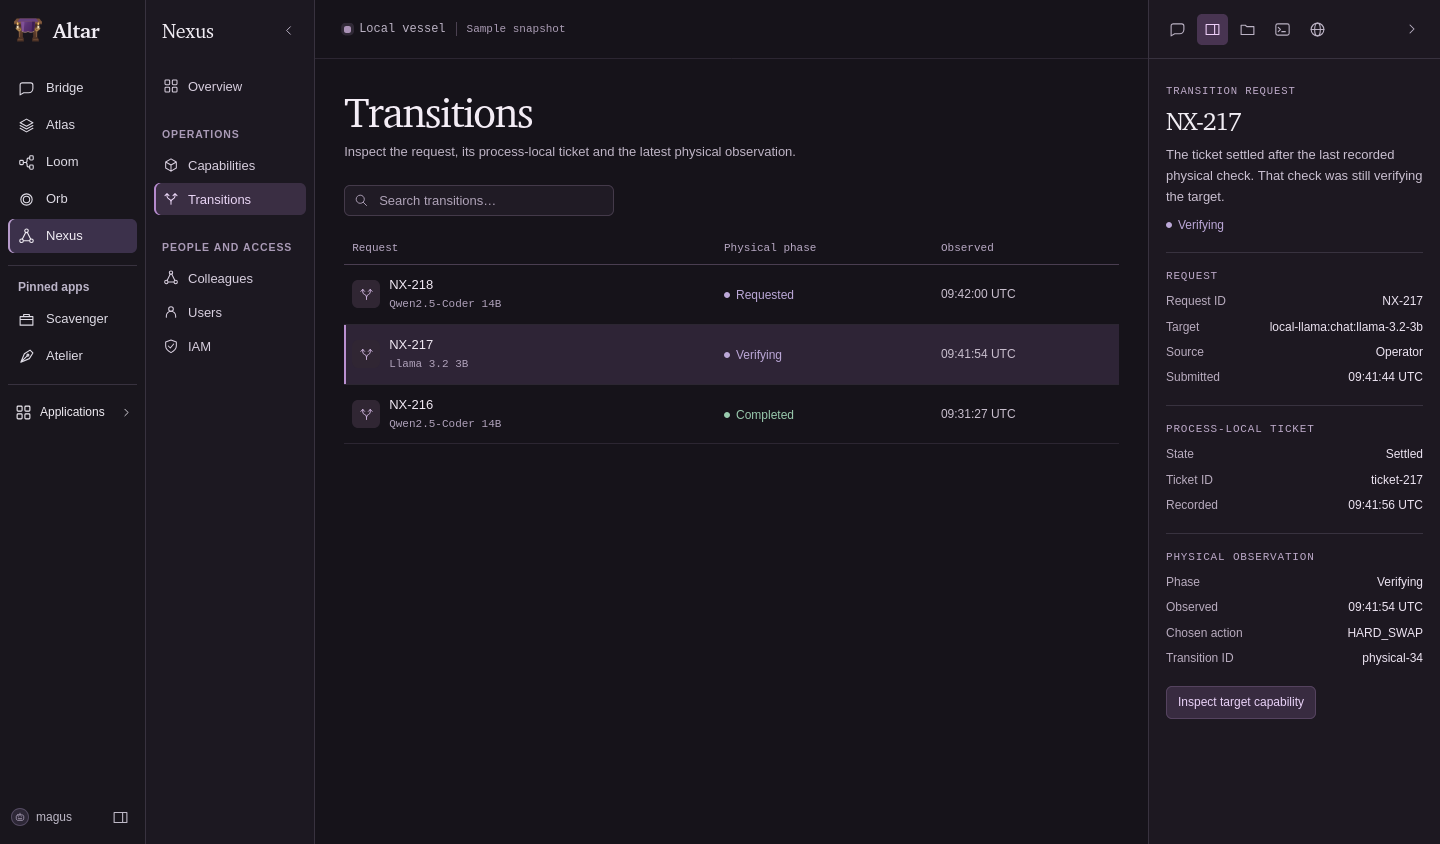 Altar
Bridge
Atlas
Loom
Orb
Nexus
Pinned apps
Scavenger
Atelier
Applications
magus
Nexus
Overview
OPERATIONS
Capabilities
Transitions
PEOPLE AND ACCESS
Colleagues
Users
IAM
Local vessel
Sample snapshot
Transitions
Inspect the request, its process-local ticket and the latest physical observation.
Search transitions…
Request Physical phase Observed
NX-218
Qwen2.5-Coder 14B
Requested
09:42:00 UTC
NX-217
Llama 3.2 3B
Verifying
09:41:54 UTC
NX-216
Qwen2.5-Coder 14B
Completed
09:31:27 UTC
TRANSITION REQUEST
NX-217
The ticket settled after the last recorded
physical check. That check was still verifying
the target.
Verifying
REQUEST
Request ID NX-217
Target local-llama:chat:llama-3.2-3b
Source Operator
Submitted 09:41:44 UTC
PROCESS-LOCAL TICKET
State Settled
Ticket ID ticket-217
Recorded 09:41:56 UTC
PHYSICAL OBSERVATION
Phase Verifying
Observed 09:41:54 UTC
Chosen action HARD_SWAP
Transition ID physical-34
Inspect target capability